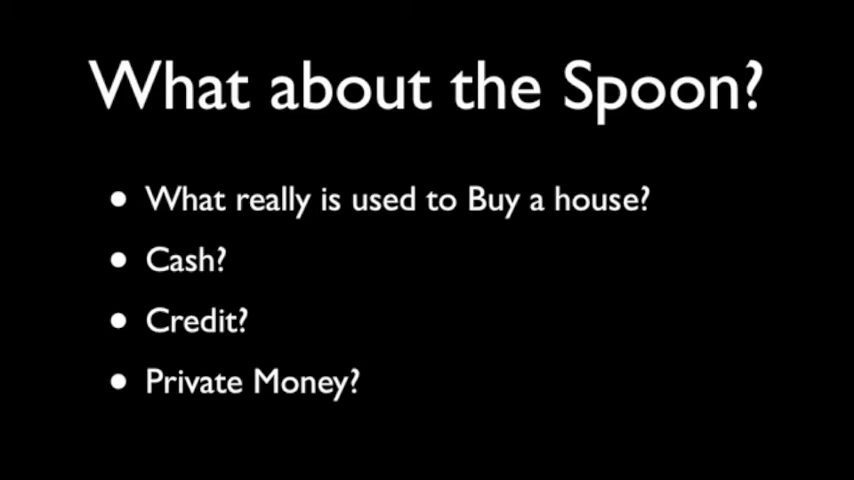 What about the Spoon?
• What really is used to Buy a house?
• Cash?
• Credit?
• Private Money?